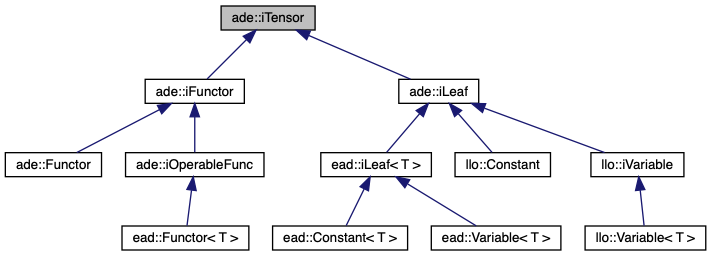 ade::iTensor
ade::iFunctor
ade::iLeaf
ade::Functor
ade::iOperableFunc
ead::iLeaf< T >
llo::Constant
llo::iVariable
ead::Functor< T >
ead::Constant< T >
ead::Variable< T >
llo::Variable< T >